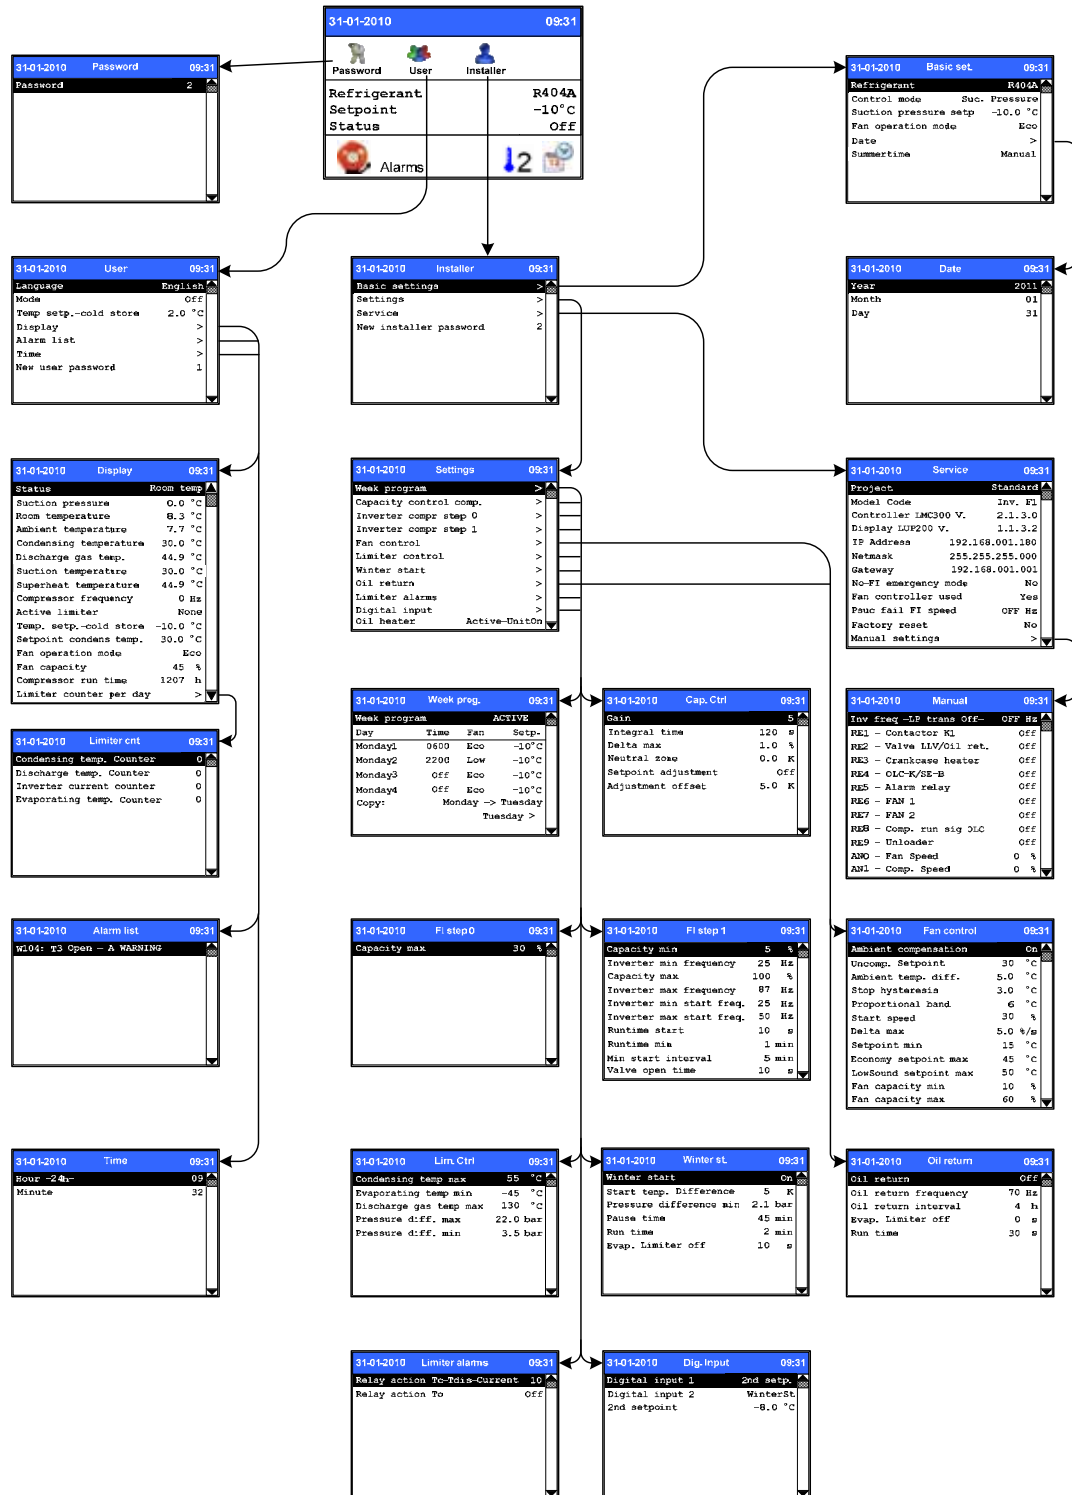 31-01-2010 09:31
Password User Installer
Refrigerant R404A
Setpoint -10°C
Status Off
Alarms 2
31-01-2010 Password 09:31
Password 2
31-01-2010 Basic set. 09:31
Refrigerant R404A
Control mode Suc. Pressure
Suction pressure setp -10.0 °C
Fan operation mode Eco
Date >
Summertime Manual
31-01-2010 User 09:31
Language English
Mode Off
Temp setp.-cold store 2.0 °C
Display >
Alarm list >
Time >
New user password 1
31-01-2010 Installer 09:31
Basic settings >
Settings >
Service >
New installer password 2
31-01-2010 Date 09:31
Year 2011
Month 01
Day 31
31-01-2010 Display 09:31
Status Room temp
Suction pressure 0.0 °C
Room temperature 8.3 °C
Ambient temperature 7.7 °C
Condensing temperature 30.0 °C
Discharge gas temp. 44.9 °C
Suction temperature 30.0 °C
Superheat temperature 44.9 °C
Compressor frequency 0 Hz
Active limiter None
Temp. setp.-cold store -10.0 °C
Setpoint condens temp. 30.0 °C
Fan operation mode Eco
Fan capacity 45 %
Compressor run time 1207 h
Limiter counter per day >
31-01-2010 Settings 09:31
Week program >
Capacity control comp. >
Inverter compr step 0 >
Inverter compr step 1 >
Fan control >
Limiter control >
Winter start >
Oil return >
Limiter alarms >
Digital input >
Oil heater Active-UnitOn
31-01-2010 Service 09:31
Project Standard
Model Code Inv. F1
Controller LMC300 V. 2.1.3.0
Display LUP200 V. 1.1.3.2
IP Address 192.168.001.180
Netmask 255.255.255.000
Gateway 192.168.001.001
No-FI emergency mode No
Fan controller used Yes
Psuc fail FI speed OFF Hz
Factory reset No
Manual settings >
31-01-2010 Limiter cnt 09:31
Condensing temp. Counter 0
Discharge temp. Counter 0
Inverter current counter 0
Evaporating temp. Counter 0
31-01-2010 Week prog. 09:31
Week program ACTIVE
Day Time Fan Setp.
Monday1 0600 Eco -10°C
Monday2 2200 Low -10°C
Monday3 Off Eco -10°C
Monday4 Off Eco -10°C
Copy: Monday -> Tuesday
Tuesday >
31-01-2010 Cap. Ctrl 09:31
Gain 5
Integral time 120 s
Delta max 1.0 %
Neutral zone 0.0 K
Setpoint adjustment Off
Adjustment offset 5.0 K
31-01-2010 Manual 09:31
Inv freq -LP trans Off- OFF Hz
RE1 - Contactor K1 Off
RE2 - Valve LLV/Oil ret. Off
RE3 - Crankcase heater Off
RE4 - OLC-K/SE-B Off
RE5 - Alarm relay Off
RE6 - FAN 1 Off
RE7 - FAN 2 Off
RE8 - Comp. run sig OLC Off
RE9 - Unloader Off
AN0 - Fan Speed 0 %
AN1 - Comp. Speed 0 %
31-01-2010 Alarm list 09:31
W104: T3 Open - A WARNING
31-01-2010 FI step 0 09:31
Capacity max 30 %
31-01-2010 FI step 1 09:31
Capacity min 5 %
Inverter min frequency 25 Hz
Capacity max 100 %
Inverter max frequency 87 Hz
Inverter min start freq. 25 Hz
Inverter max start freq. 50 Hz
Runtime start 10 s
Runtime min 1 min
Min start interval 5 min
Valve open time 10 s
31-01-2010 Fan control 09:31
Ambient compensation On
Uncomp. Setpoint 30 °C
Ambient temp. diff. 5.0 °C
Stop hysteresis 3.0 °C
Proportional band 6 °C
Start speed 30 %
Delta max 5.0 %/s
Setpoint min 15 °C
Economy setpoint max 45 °C
LowSound setpoint max 50 °C
Fan capacity min 10 %
Fan capacity max 60 %
31-01-2010 Time 09:31
Hour -24h- 09
Minute 32
31-01-2010 Lim. Ctrl 09:31
Condensing temp max 55 °C
Evaporating temp min -45 °C
Discharge gas temp max 130 °C
Pressure diff. max 22.0 bar
Pressure diff. min 3.5 bar
31-01-2010 Winter st. 09:31
Winter start On
Start temp. Difference 5 K
Pressure difference min 2.1 bar
Pause time 45 min
Run time 2 min
Evap. Limiter off 10 s
31-01-2010 Oil return 09:31
Oil return Off
Oil return frequency 70 Hz
Oil return interval 4 h
Evap. Limiter off 0 s
Run time 30 s
31-01-2010 Limiter alarms 09:31
Relay action Tc-Tdis-Current 10
Relay action To Off
31-01-2010 Dig. Input 09:31
Digital input 1 2nd setp.
Digital input 2 WinterSt
2nd setpoint -8.0 °C